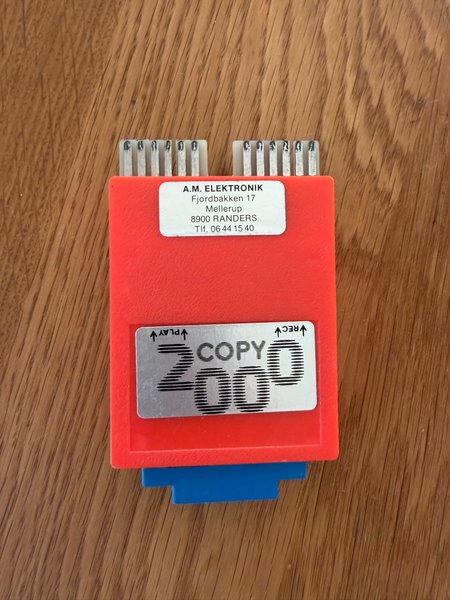 A.M. ELEKTRONIK
Fjordbakken 17
Mellerup
8900 RANDERS
Tlf. 06 44 15 40
PLAY REC
COPY
2000